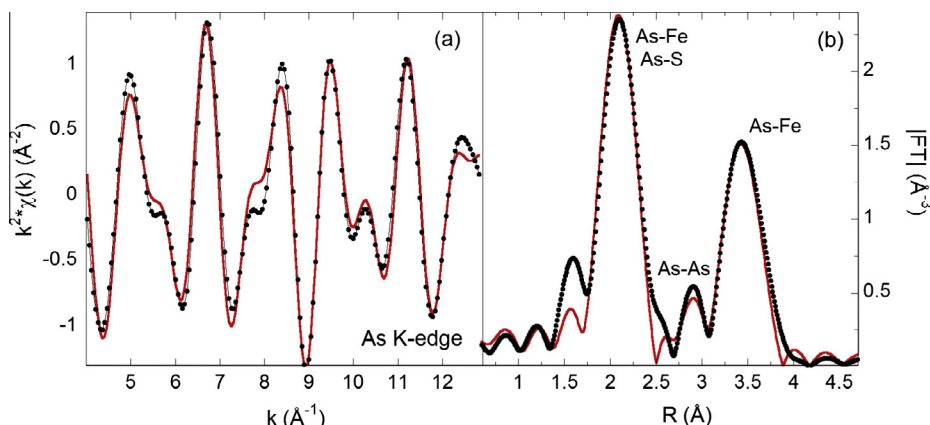 (a)
(b)
As-Fe
As-S
As-Fe
As-As
As K-edge
1
0.5
0
-0.5
-1
k²*χ(k) (Å⁻²)
2
1.5
1
0.5
|FT| (Å⁻³)
5 6 7 8 9 10 11 12
1 1.5 2 2.5 3 3.5 4 4.5
k (Å⁻¹)
R (Å)